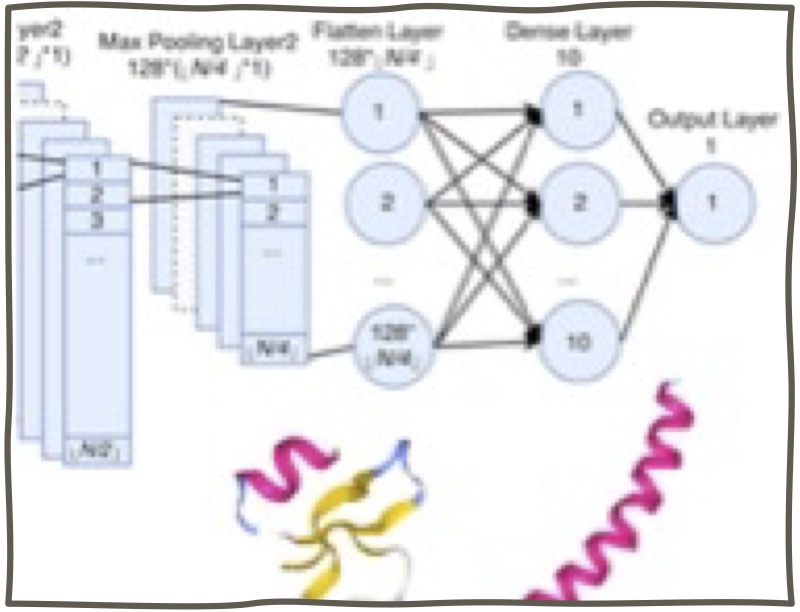 yer2
Max Pooling Layer2
128*(⌊N/4⌋*1)
Flatten Layer
128*⌊N/4⌋
Dense Layer
10
Output Layer
1
1
2
3
...
⌊N/2⌋
1
2
...
⌊N/4⌋
1
2
...
128*
⌊N/4⌋
1
2
...
10
1